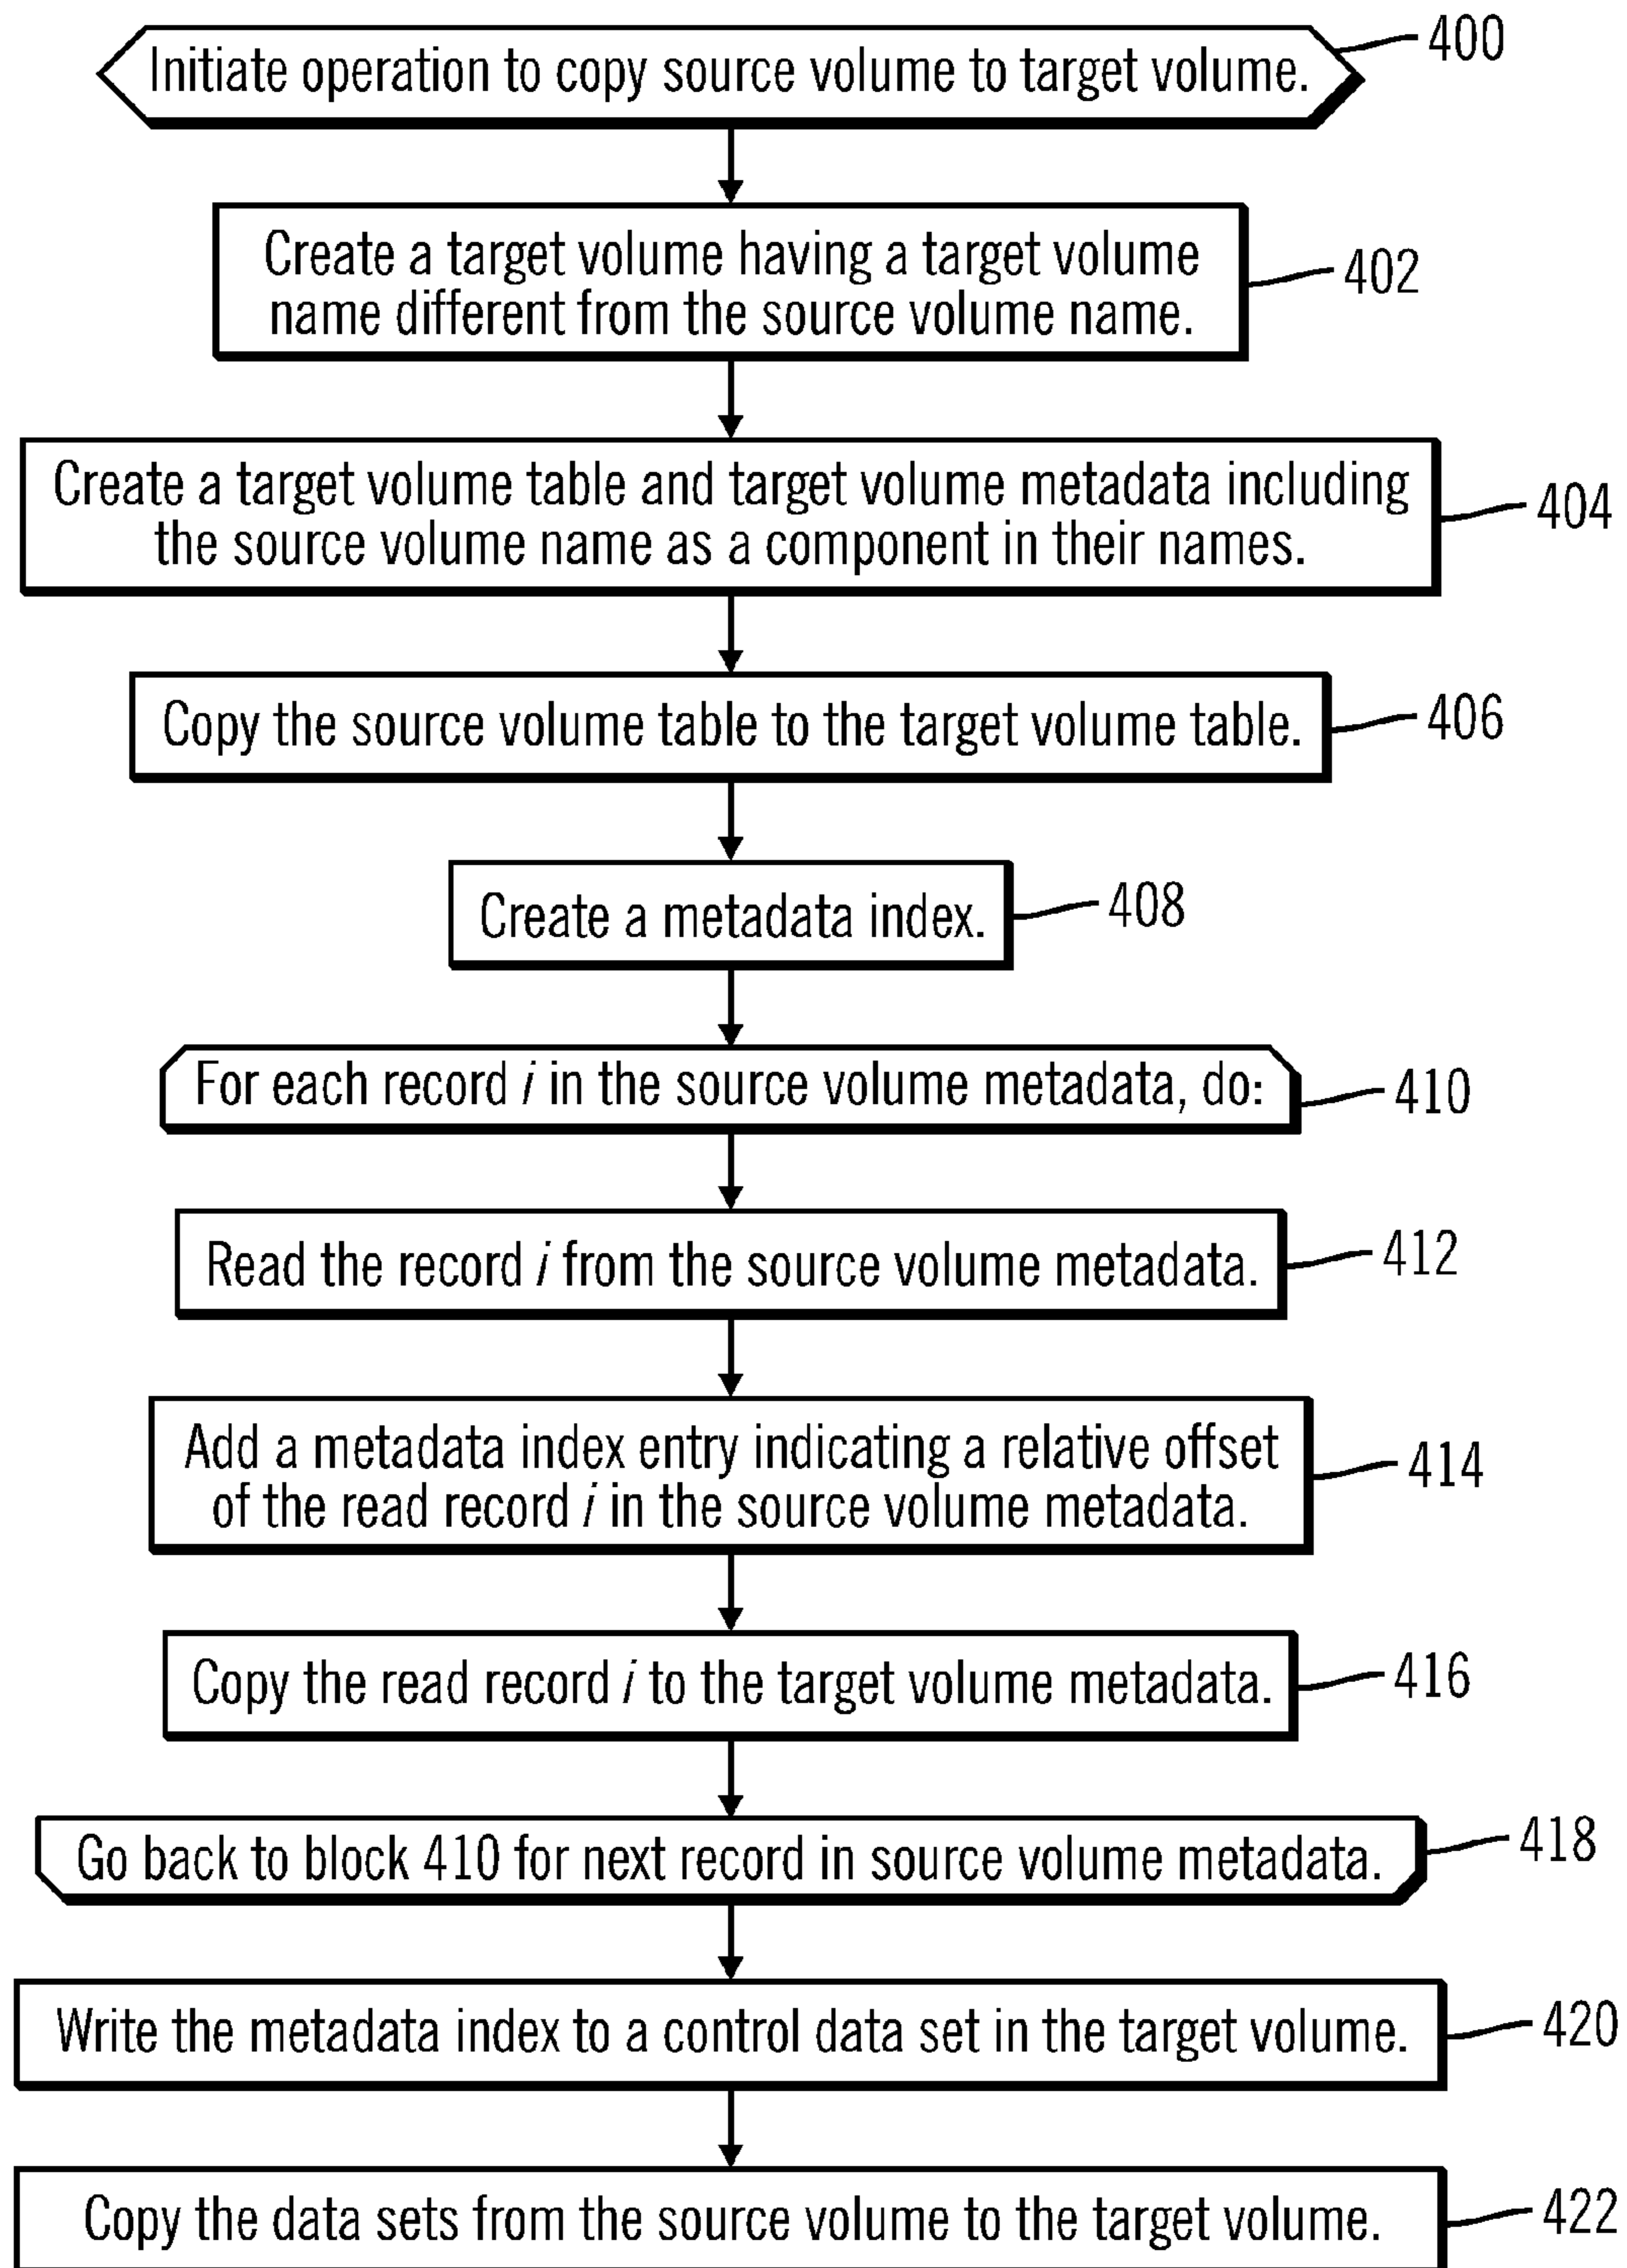 Initiate operation to copy source volume to target volume.
400
Create a target volume having a target volume
name different from the source volume name.
402
Create a target volume table and target volume metadata including
the source volume name as a component in their names.
404
Copy the source volume table to the target volume table.
406
Create a metadata index.
408
For each record i in the source volume metadata, do:
410
Read the record i from the source volume metadata.
412
Add a metadata index entry indicating a relative offset
of the read record i in the source volume metadata.
414
Copy the read record i to the target volume metadata.
416
Go back to block 410 for next record in source volume metadata.
418
Write the metadata index to a control data set in the target volume.
420
Copy the data sets from the source volume to the target volume.
422